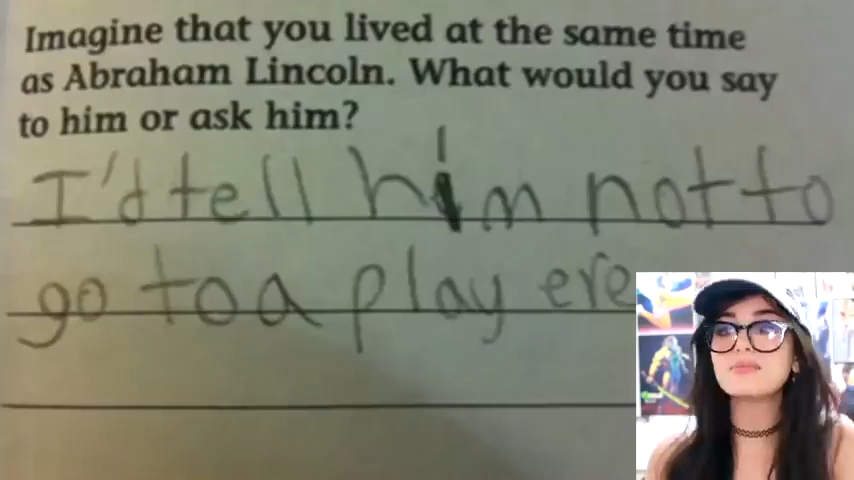 Imagine that you lived at the same time
as Abraham Lincoln. What would you say
to him or ask him?
I'd tell him not to
go to a play ere